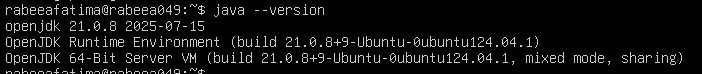 rabeeafatima@rabeea049:~$ java --version
openjdk 21.0.8 2025-07-15
OpenJDK Runtime Environment (build 21.0.8+9-Ubuntu-0ubuntu124.04.1)
OpenJDK 64-Bit Server VM (build 21.0.8+9-Ubuntu-0ubuntu124.04.1, mixed mode, sharing)
rabeeafatima@rabeea049:~$